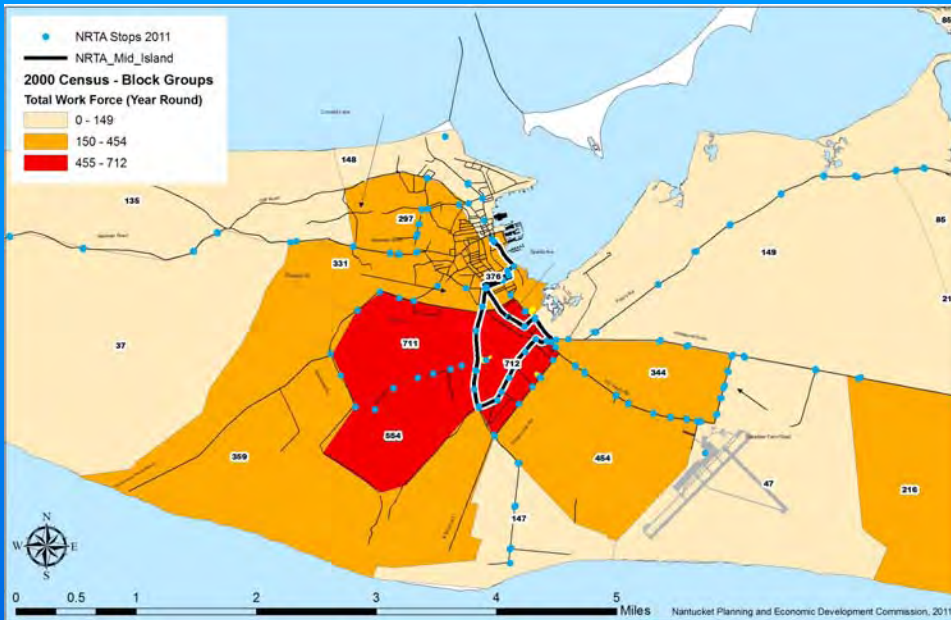 NRTA Stops 2011
NRTA_Mid_Island
2000 Census - Block Groups
Total Work Force (Year Round)
0 - 149
150 - 454
455 - 712
148
135
297
331
376
149
85
37
711
712
344
554
359
454
47
216
147
N
W E
S
0 0.5 1 2 3 4 5
Miles
Nantucket Planning and Economic Development Commission, 2011